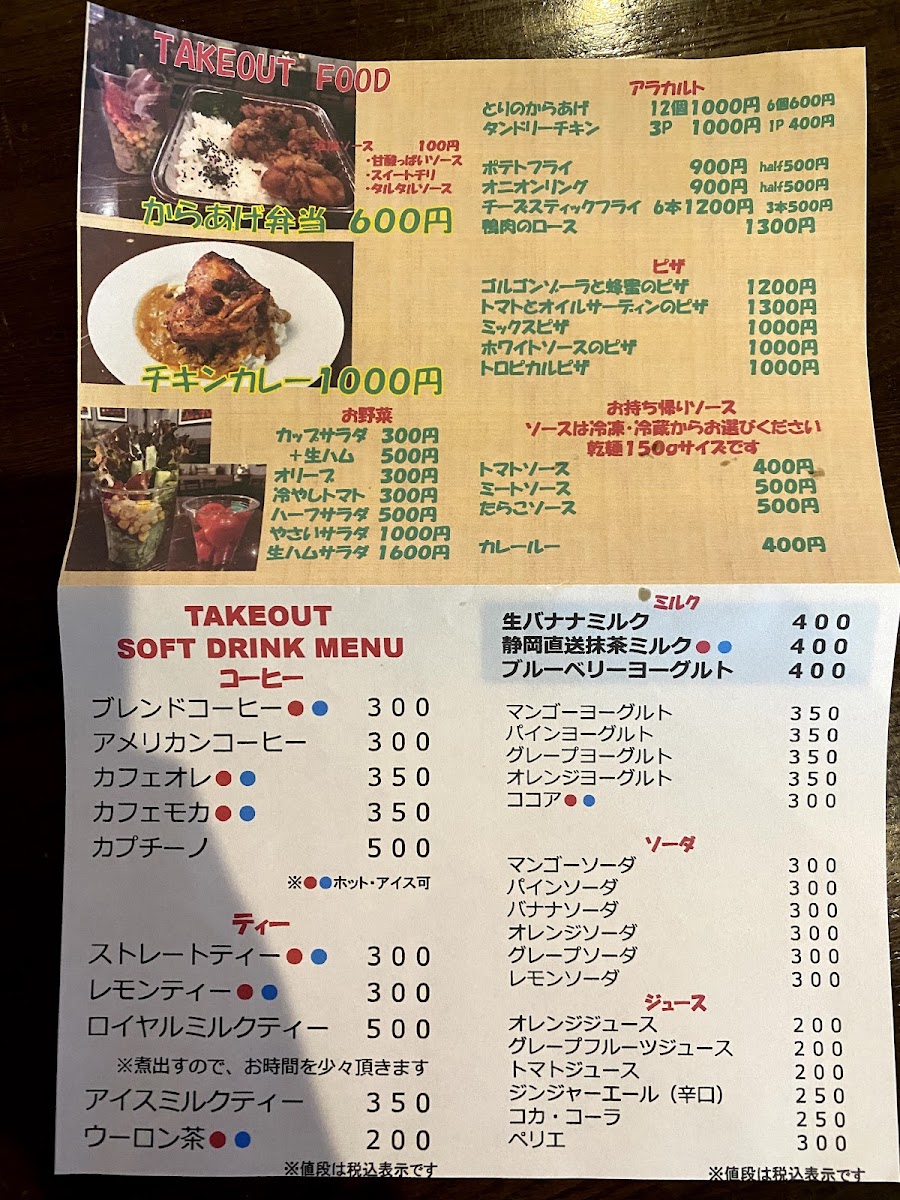 TAKEOUT FOOD
ソース 100円
・甘酸っぱいソース
・スイートチリ
・タルタルソース
からあげ弁当 600円
チキンカレー1000円
お野菜
カップサラダ 300円
+生ハム 500円
オリーブ 300円
冷やしトマト 300円
ハーフサラダ 500円
やさいサラダ 1000円
生ハムサラダ 1600円
アラカルト
とりのからあげ 12個1000円 6個600円
タンドリーチキン 3P 1000円 1P 400円
ポテトフライ 900円 half500円
オニオンリング 900円 half500円
チーズスティックフライ 6本1200円 3本500円
鴨肉のロース 1300円
ピザ
ゴルゴンゾーラと蜂蜜のピザ 1200円
トマトとオイルサーディンのピザ 1300円
ミックスピザ 1000円
ホワイトソースのピザ 1000円
トロピカルピザ 1000円
お持ち帰りソース
ソースは冷凍・冷蔵からお選びください
乾麺150gサイズです
トマトソース 400円
ミートソース 500円
たらこソース 500円
カレールー 400円
TAKEOUT
SOFT DRINK MENU
コーヒー
ブレンドコーヒー●● 300
アメリカンコーヒー 300
カフェオレ●● 350
カフェモカ●● 350
カプチーノ 500
※●●ホット・アイス可
ティー
ストレートティー●● 300
レモンティー●● 300
ロイヤルミルクティー 500
※煮出すので、お時間を少々頂きます
アイスミルクティー 350
ウーロン茶●● 200
※値段は税込表示です
ミルク
生バナナミルク 400
静岡直送抹茶ミルク●● 400
ブルーベリーヨーグルト 400
マンゴーヨーグルト 350
パインヨーグルト 350
グレープヨーグルト 350
オレンジヨーグルト 350
ココア●● 300
ソーダ
マンゴーソーダ 300
パインソーダ 300
バナナソーダ 300
オレンジソーダ 300
グレープソーダ 300
レモンソーダ 300
ジュース
オレンジジュース 200
グレープフルーツジュース 200
トマトジュース 200
ジンジャーエール（辛口） 250
コカ・コーラ 250
ペリエ 300
※値段は税込表示です